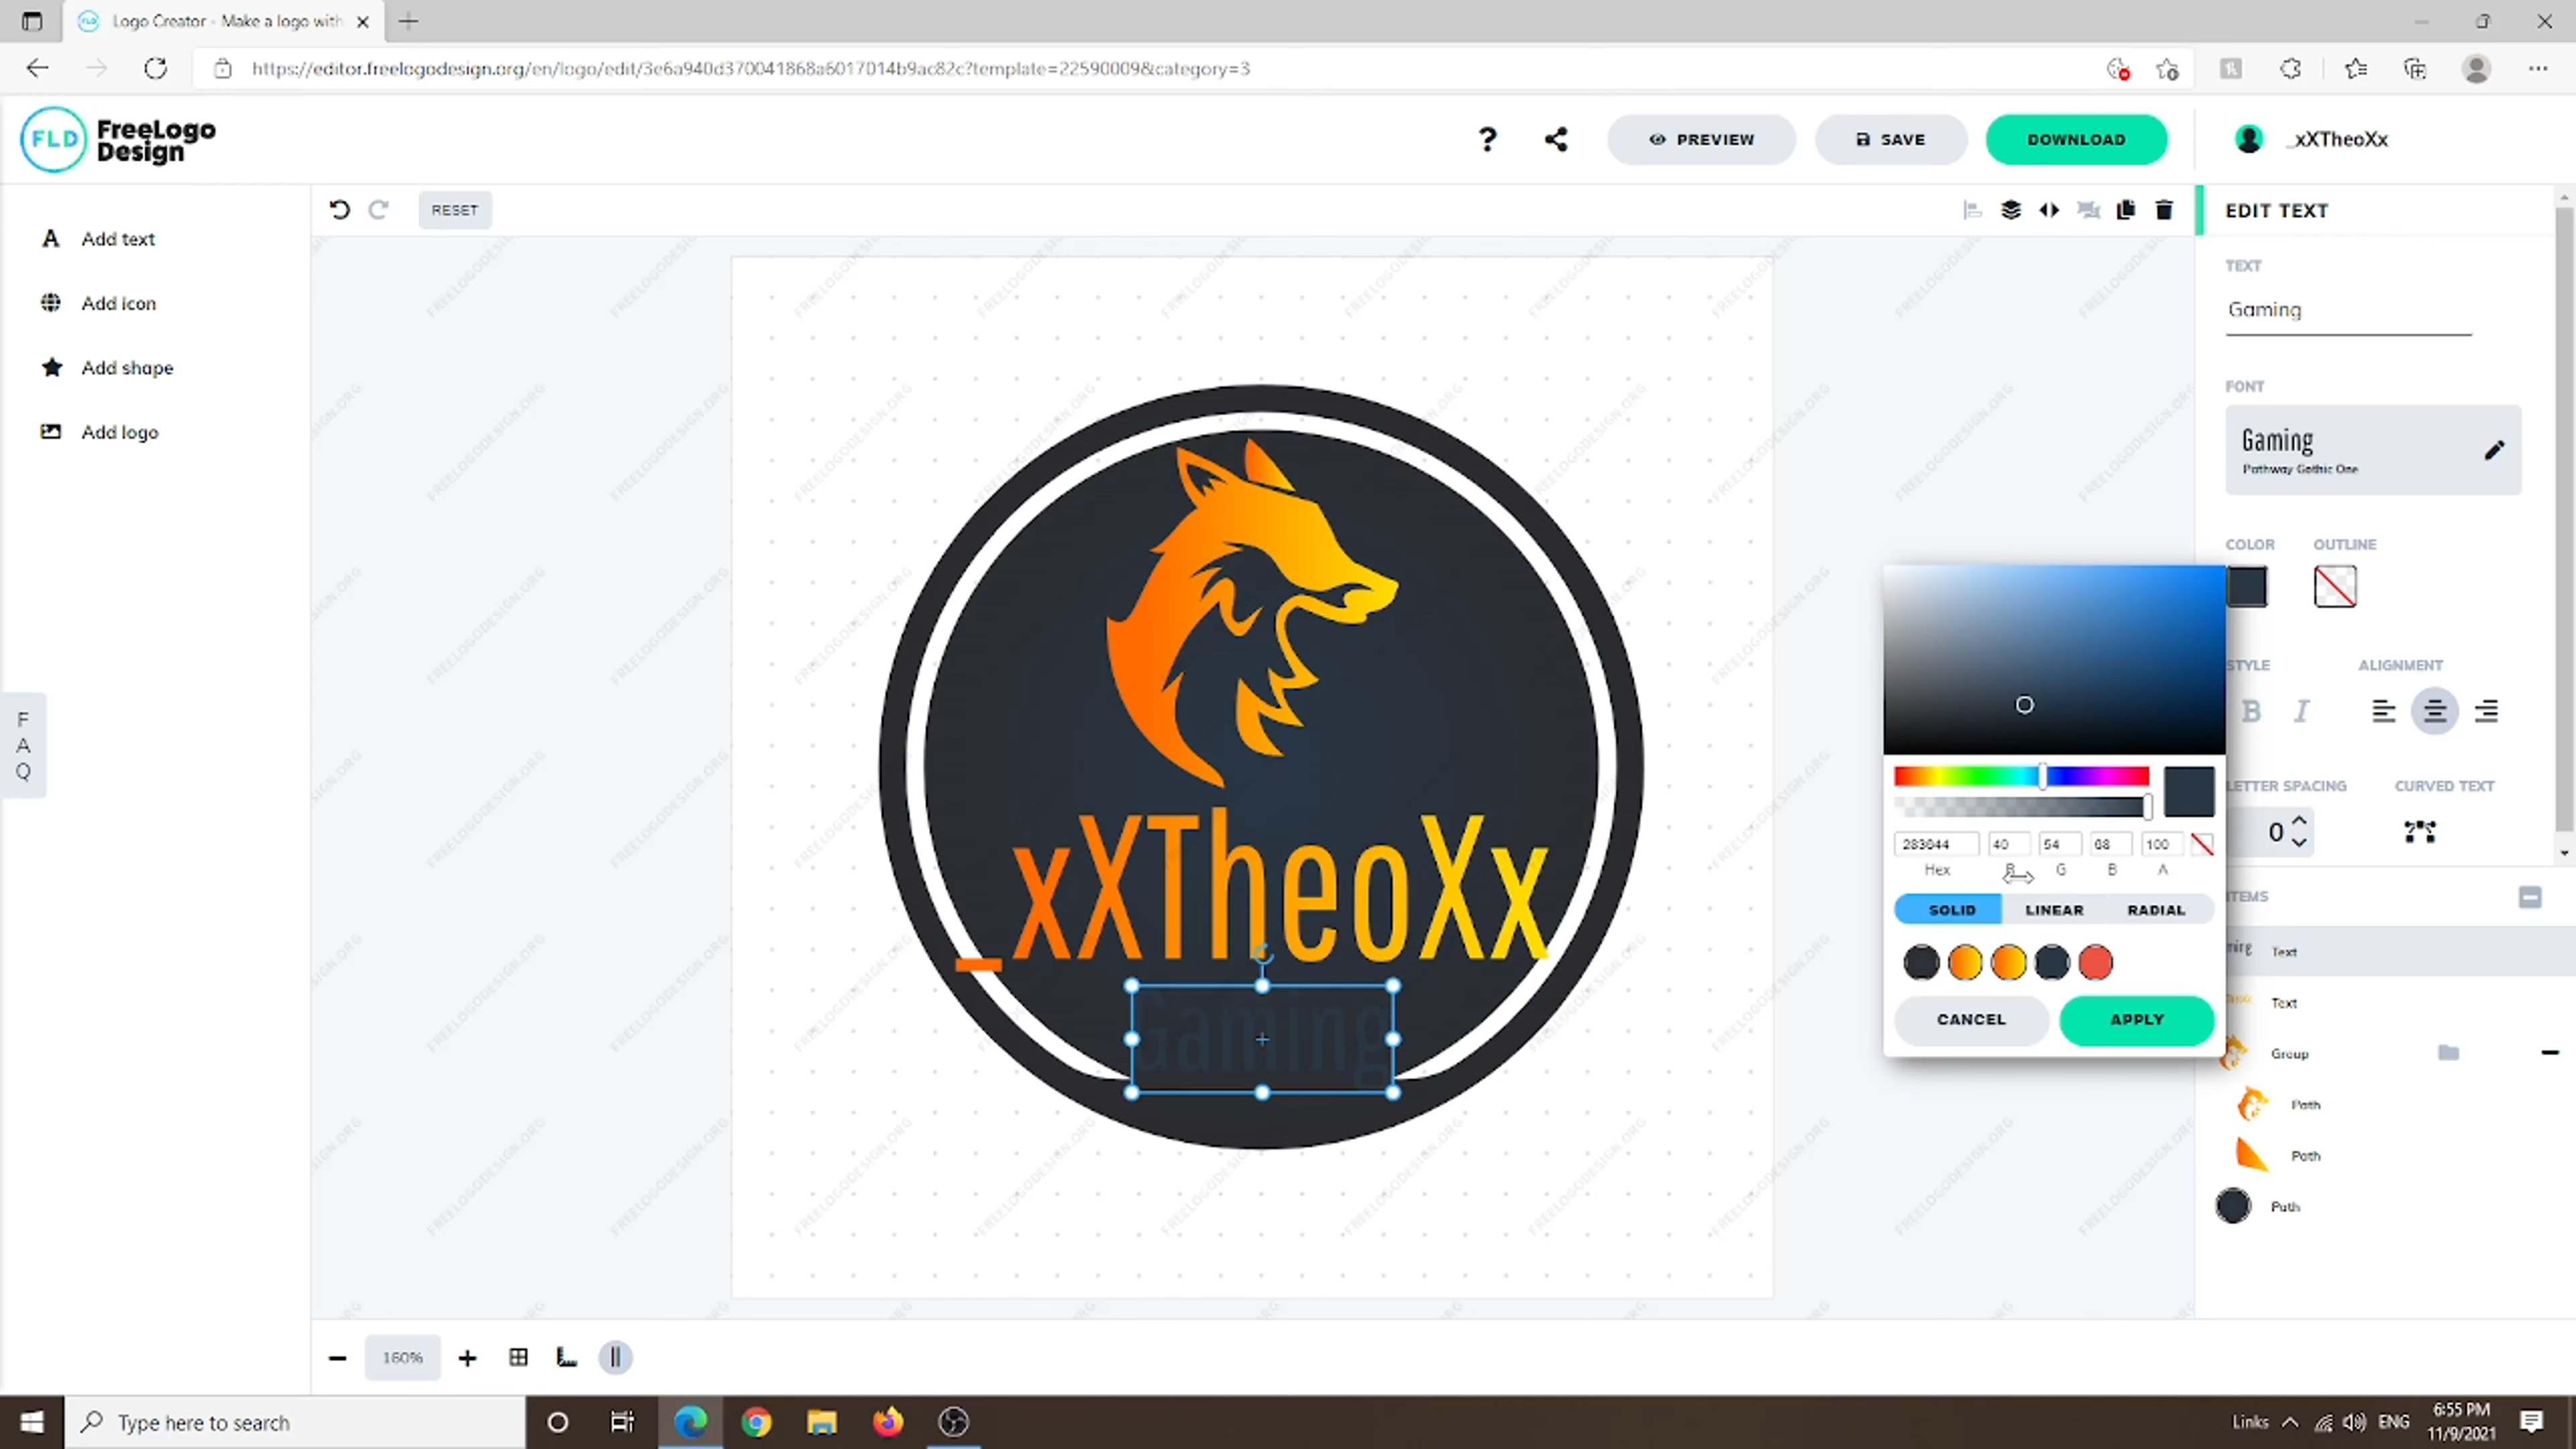 Logo Creator - Make a logo with
https://editor.freelogodesign.org/en/logo/edit/3e6a940d370041868a6017014b9ac82c?template=22590009&category=3
FLD
FreeLogo
Design
?
PREVIEW
SAVE
DOWNLOAD
_xXTheoXx
RESET
EDIT TEXT
A Add text
Add icon
Add shape
Add logo
TEXT
Gaming
FONT
Gaming
Pathway Gothic One
COLOR
OUTLINE
STYLE
ALIGNMENT
B I
LETTER SPACING
CURVED TEXT
0
F
A
Q
_xXTheoXx
Gaming
283644 40 54 68 100
Hex R G B A
SOLID LINEAR RADIAL
CANCEL APPLY
ITEMS
Text
Text
Group
Path
Path
Path
FREELOGODESIGN.ORG
160%
Type here to search
Links
ENG
6:55 PM
11/9/2021